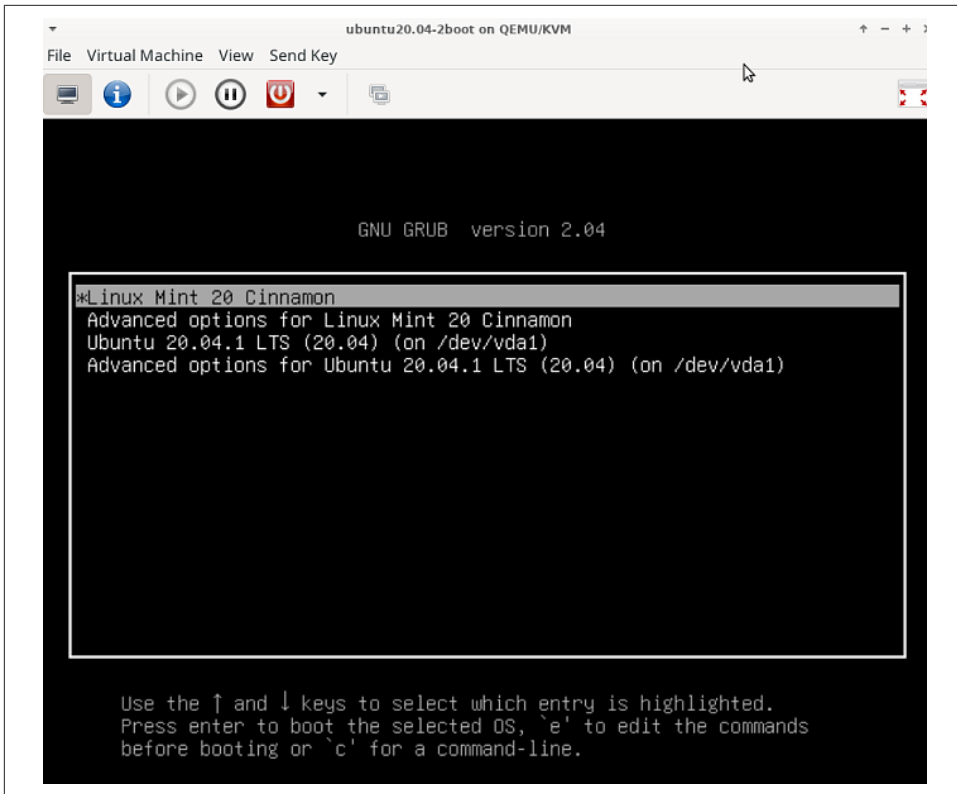 ubuntu20.04-2boot on QEMU/KVM
File Virtual Machine View Send Key
GNU GRUB version 2.04
*Linux Mint 20 Cinnamon
Advanced options for Linux Mint 20 Cinnamon
Ubuntu 20.04.1 LTS (20.04) (on /dev/vda1)
Advanced options for Ubuntu 20.04.1 LTS (20.04) (on /dev/vda1)
Use the ↑ and ↓ keys to select which entry is highlighted.
Press enter to boot the selected OS, `e' to edit the commands
before booting or `c' for a command-line.